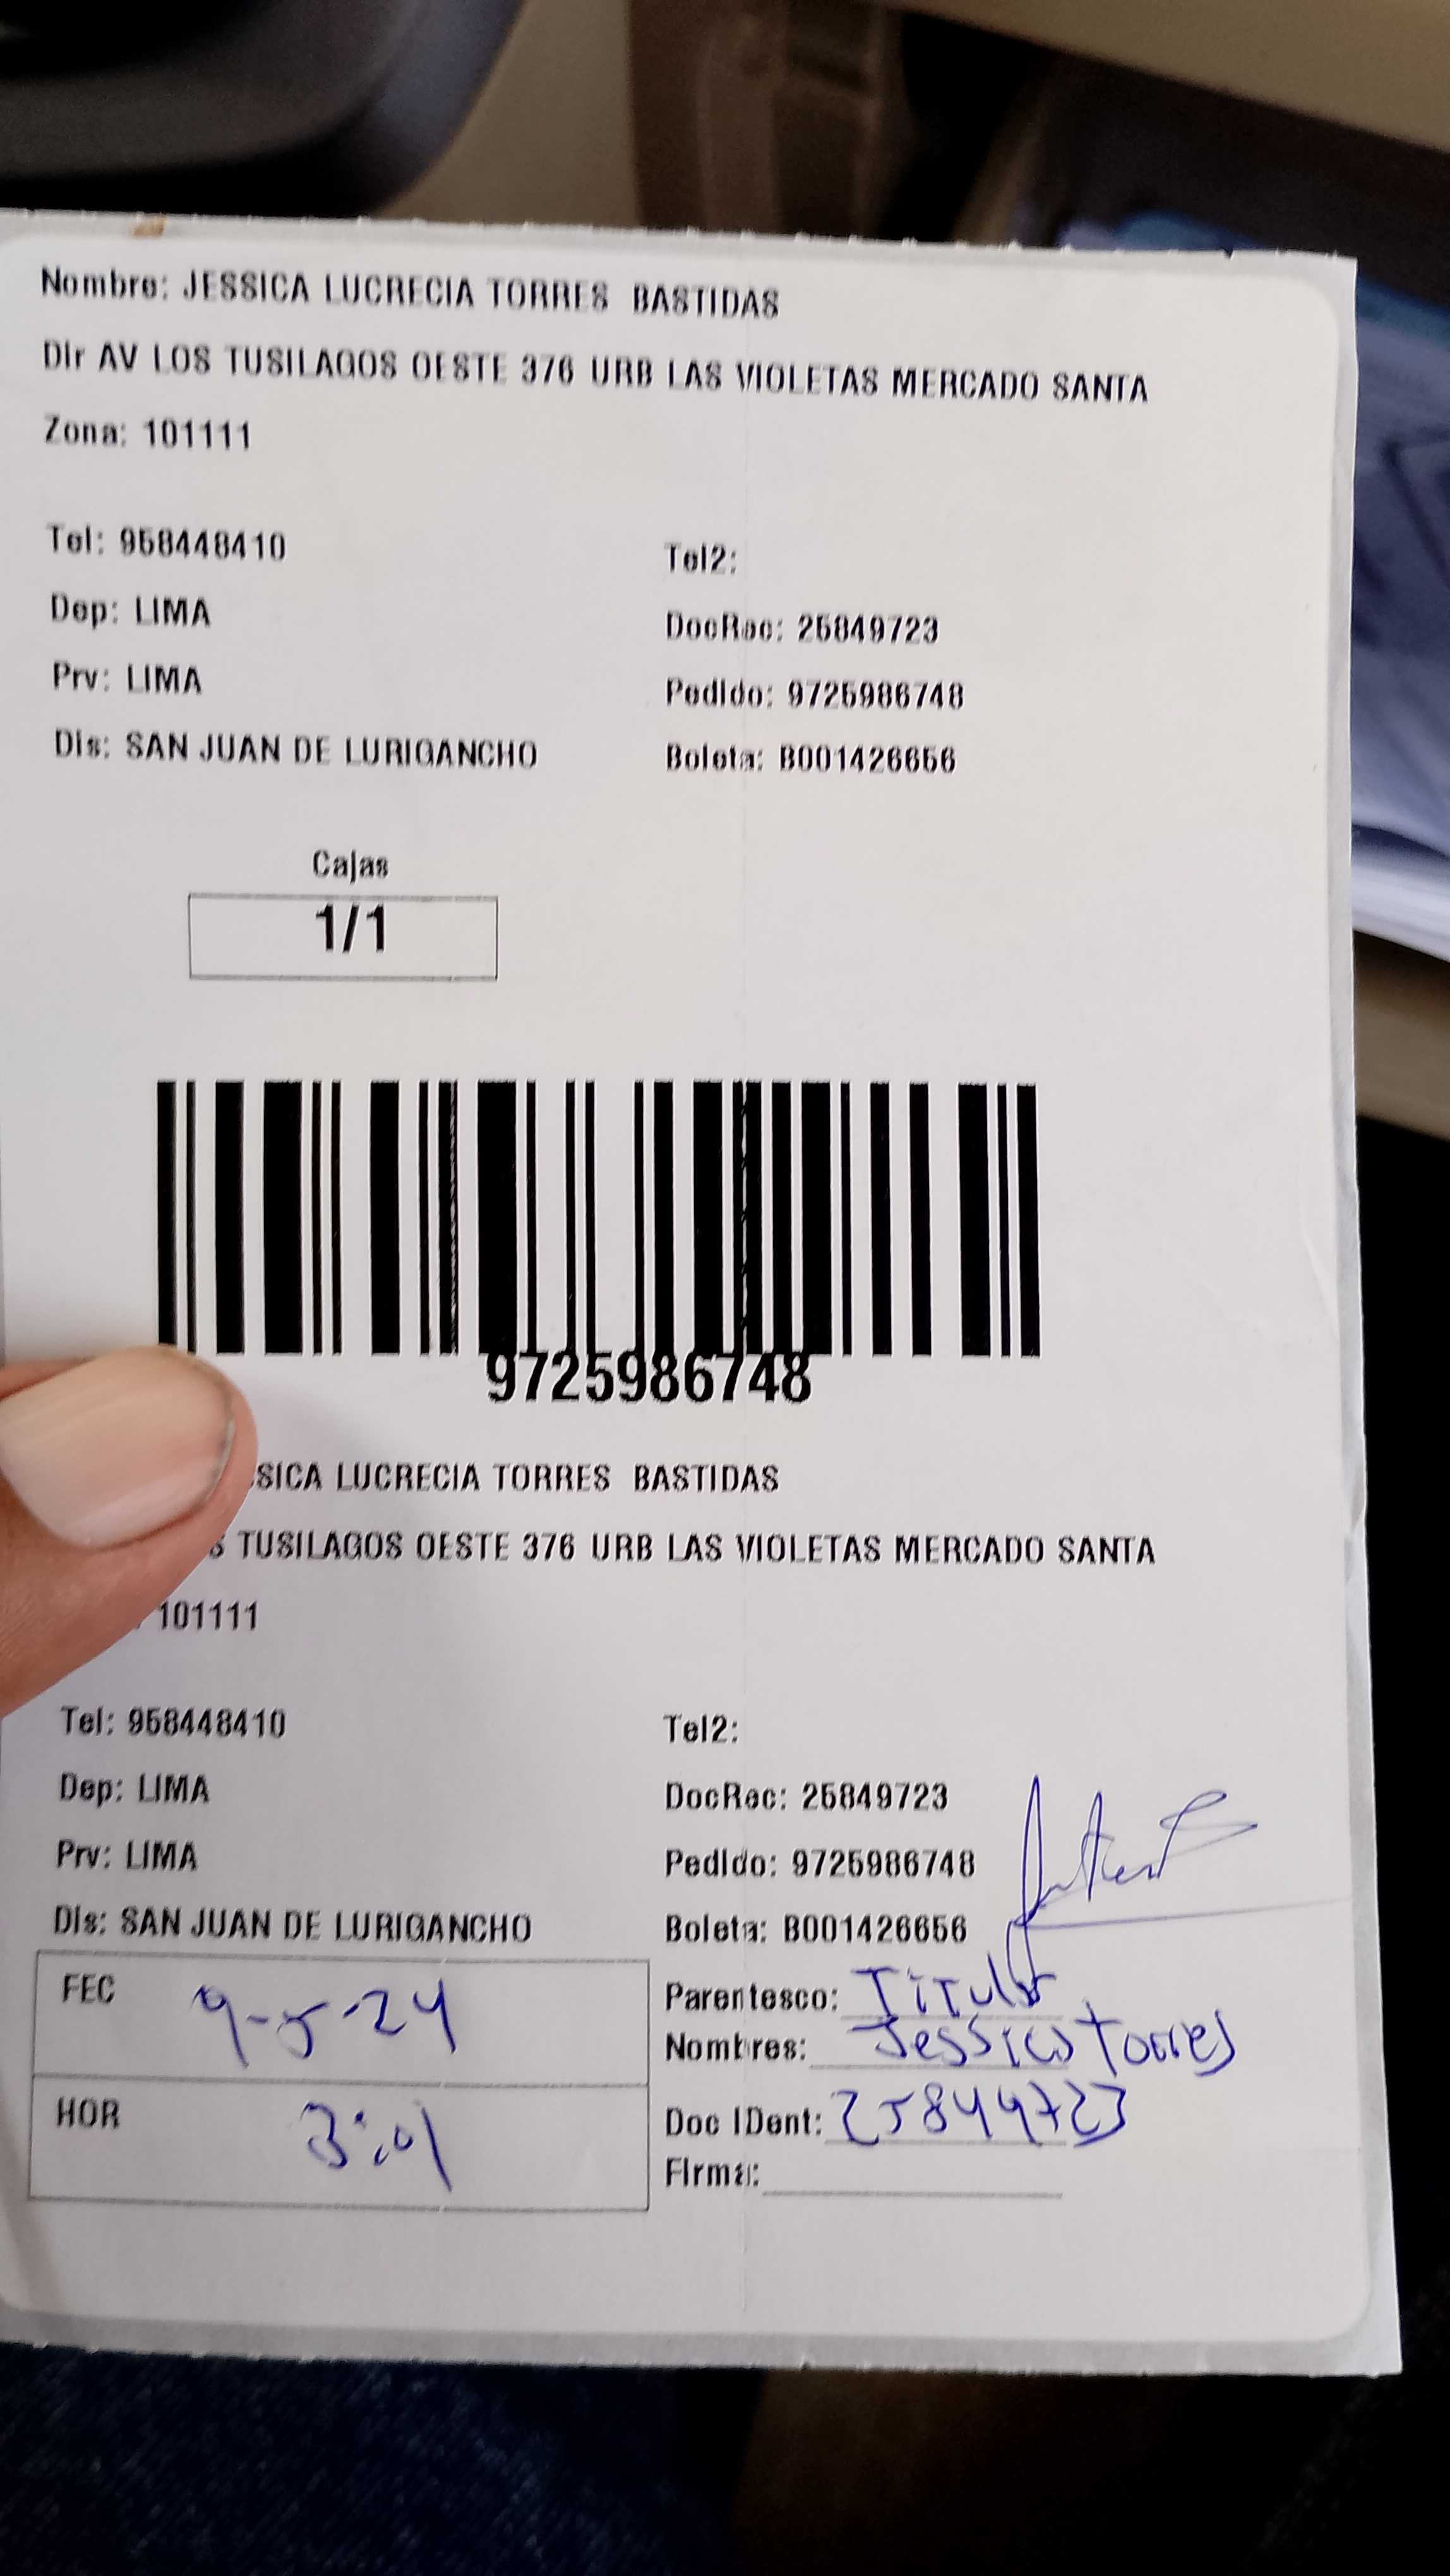 Nombre: JESSICA LUCRECIA TORRES BASTIDAS
Dir AV LOS TUSILAGOS OESTE 376 URB LAS VIOLETAS MERCADO SANTA
Zona: 101111
Tel: 958448410 Tel2:
Dep: LIMA DocRec: 25849723
Prv: LIMA Pedido: 9725986748
Dis: SAN JUAN DE LURIGANCHO Boleta: B001426656
Cajas
1/1
9725986748
SSICA LUCRECIA TORRES BASTIDAS
S TUSILAGOS OESTE 376 URB LAS VIOLETAS MERCADO SANTA
101111
Tel: 958448410 Tel2:
Dep: LIMA DocRec: 25849723
Prv: LIMA Pedido: 9725986748
Dis: SAN JUAN DE LURIGANCHO Boleta: B001426656
FEC 9-5-24 Parentesco: Titular
Nombres: Jessica Torres
HOR 3:01 Doc IDent: 25849723
Firma: